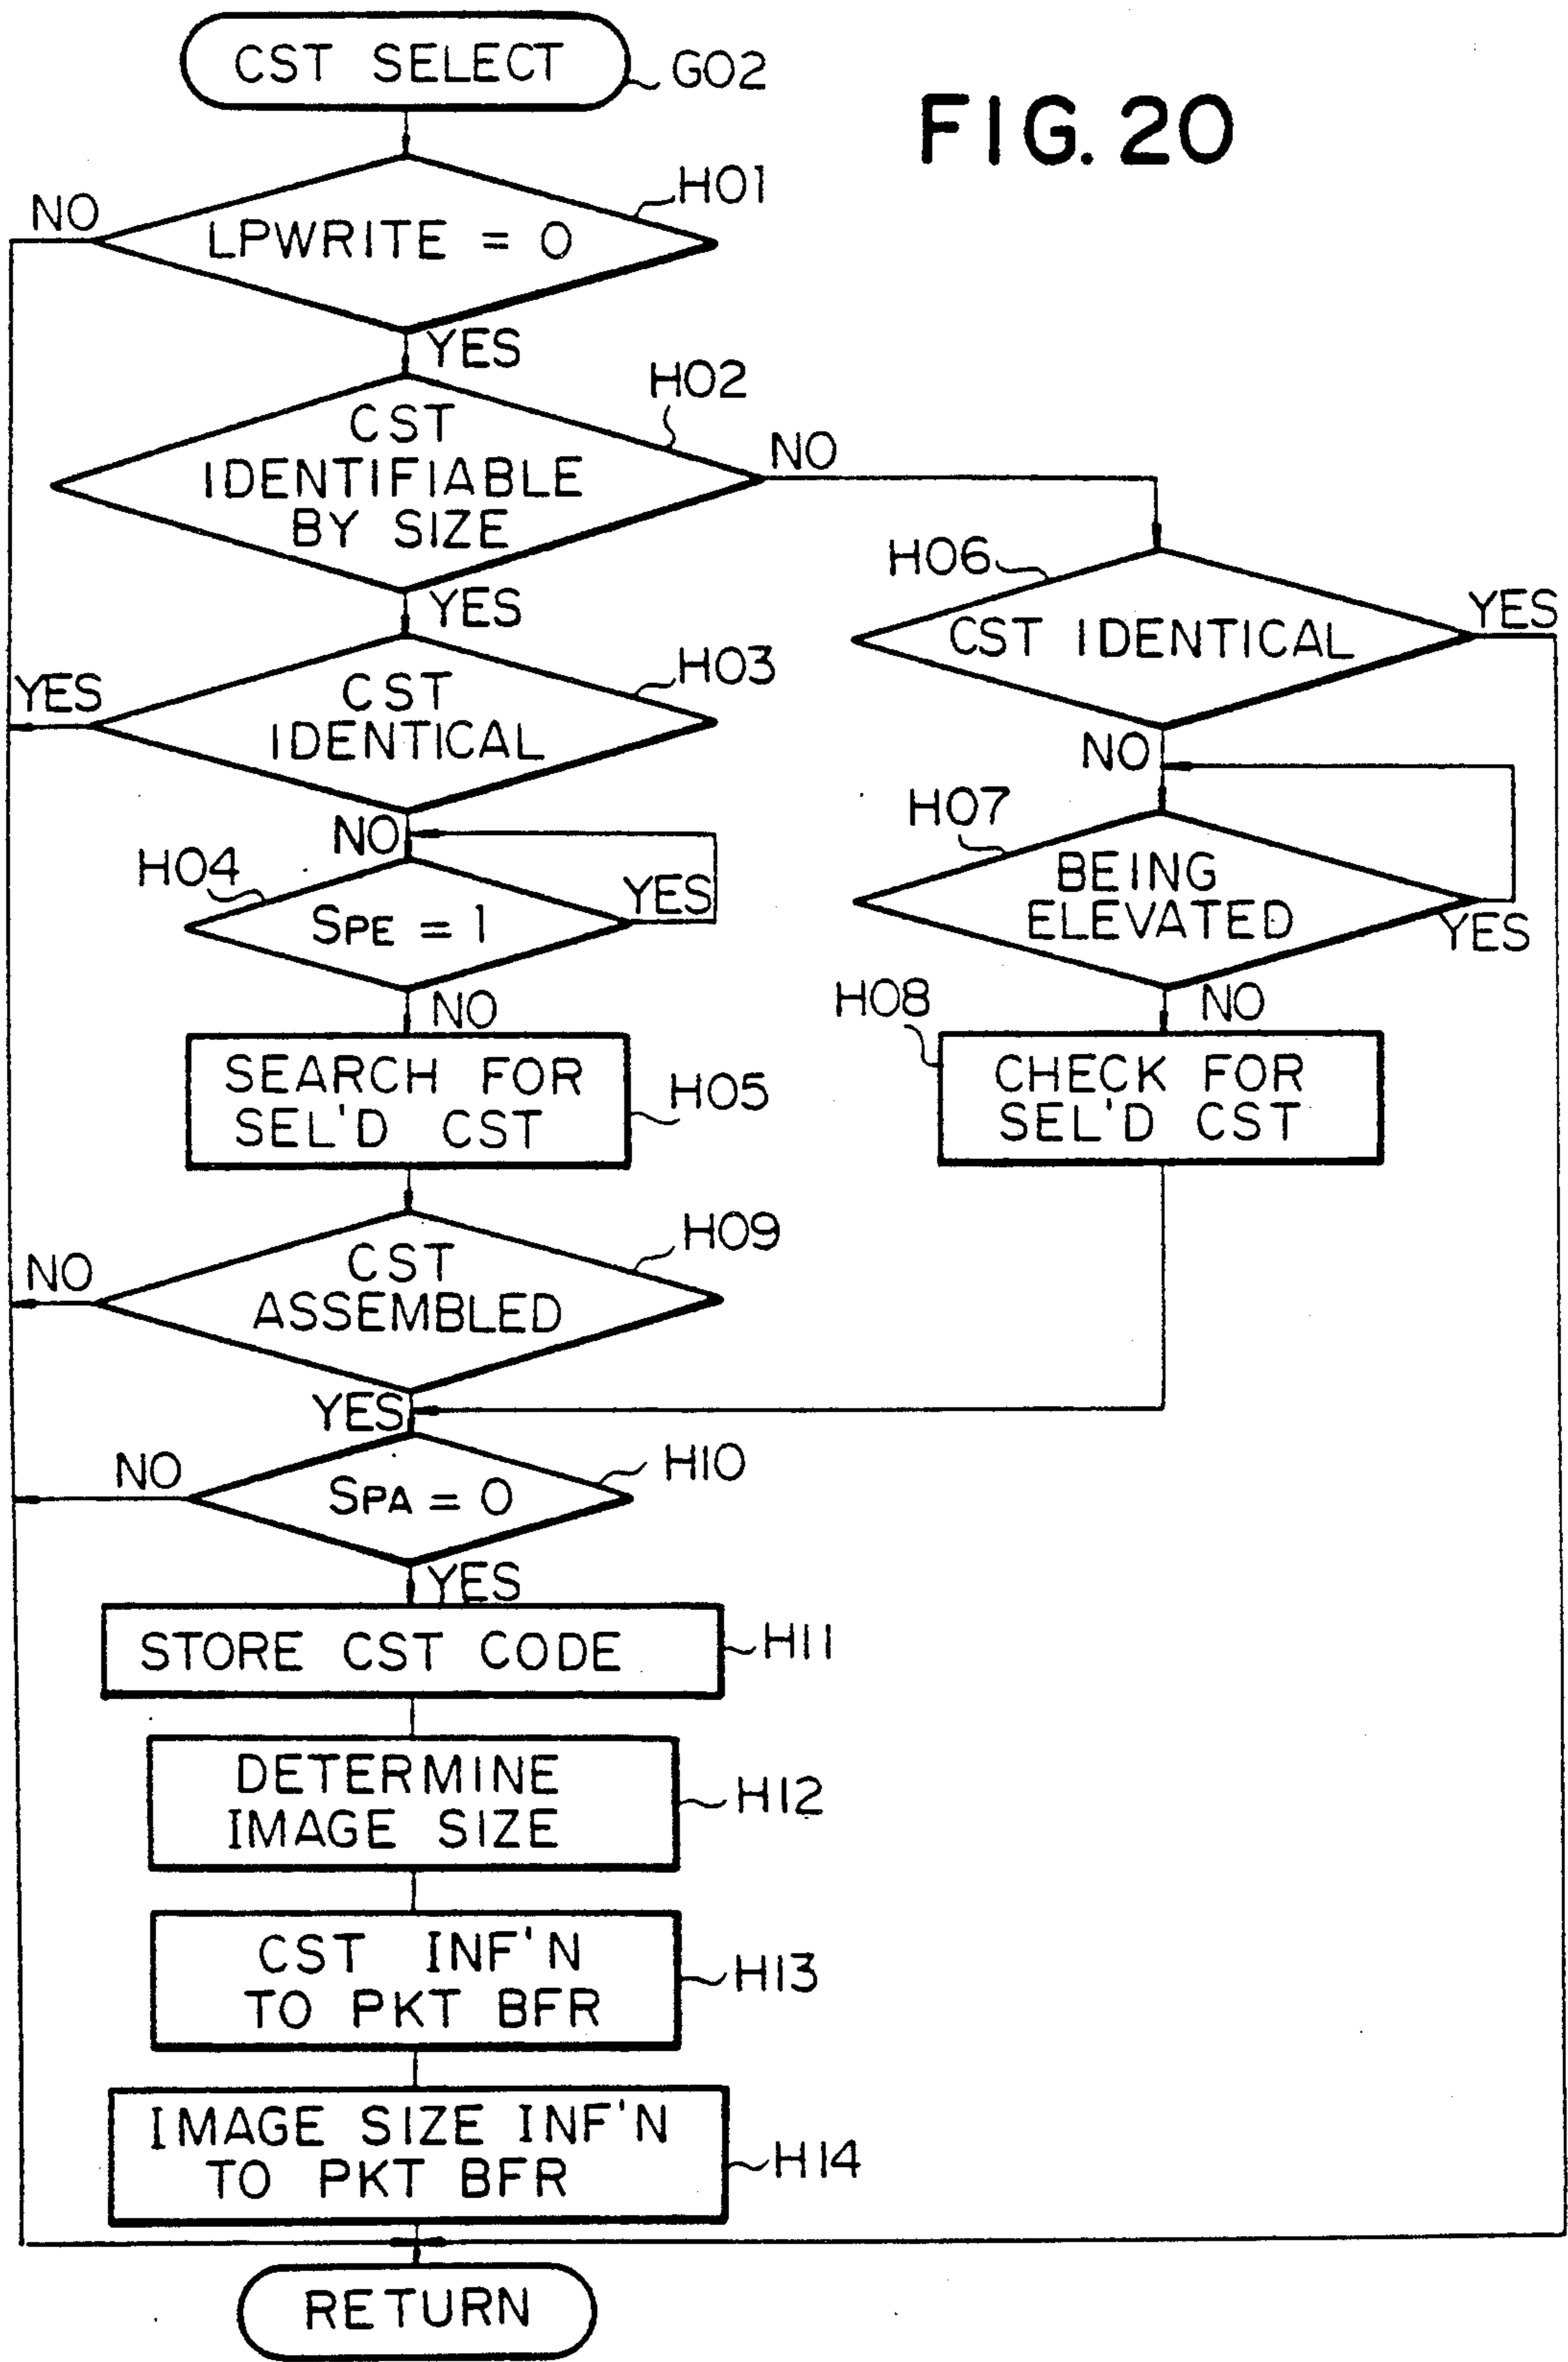 CST SELECT
G02
FIG. 20
H01
NO
LPWRITE = 0
YES
H02
CST
IDENTIFIABLE
BY SIZE
NO
YES
H06
CST IDENTICAL
YES
H03
YES
CST
IDENTICAL
NO
NO
H04
SPE = 1
YES
H07
BEING
ELEVATED
YES
NO
NO
H08
SEARCH FOR
SEL'D CST
H05
CHECK FOR
SEL'D CST
H09
NO
CST
ASSEMBLED
YES
H10
NO
SPA = 0
YES
STORE CST CODE
H11
DETERMINE
IMAGE SIZE
H12
CST INF'N
TO PKT BFR
H13
IMAGE SIZE INF'N
TO PKT BFR
H14
RETURN